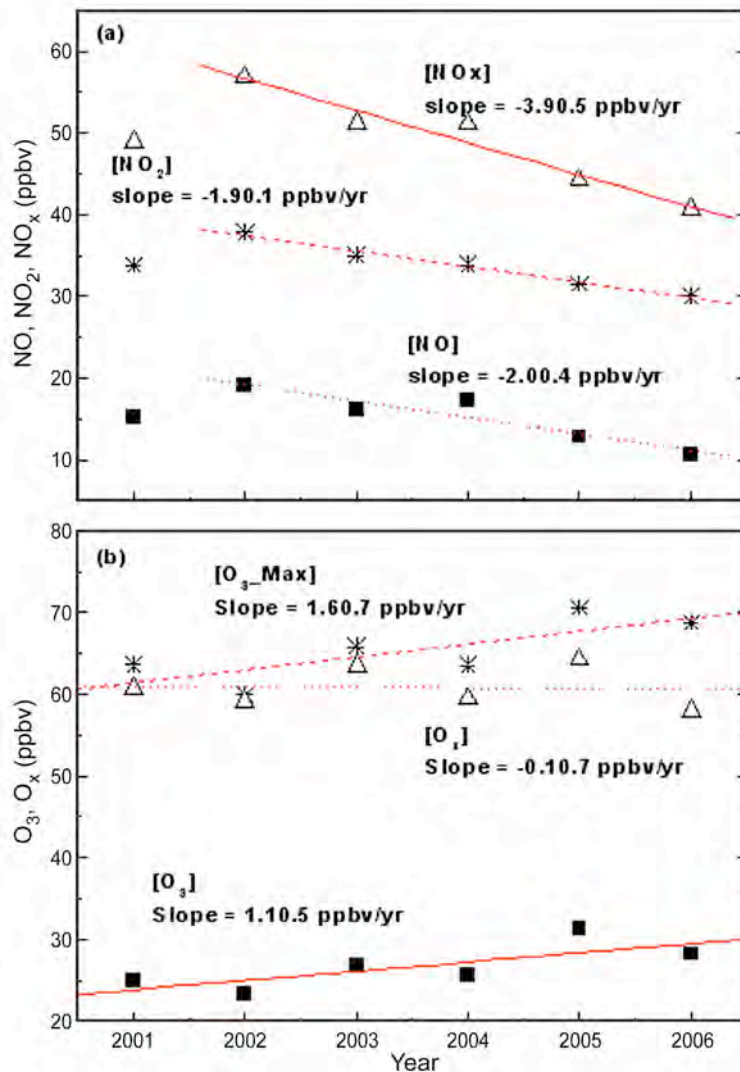 (a)
[NOx]
slope = -3.90.5 ppbv/yr
[NO₂]
slope = -1.90.1 ppbv/yr
[NO]
slope = -2.00.4 ppbv/yr
60
50
40
30
20
10
NO, NO₂, NOₓ (ppbv)
(b)
[O₃_Max]
Slope = 1.60.7 ppbv/yr
[Oₓ]
Slope = -0.10.7 ppbv/yr
[O₃]
Slope = 1.10.5 ppbv/yr
80
70
60
50
40
30
20
O₃, Oₓ (ppbv)
2001 2002 2003 2004 2005 2006
Year